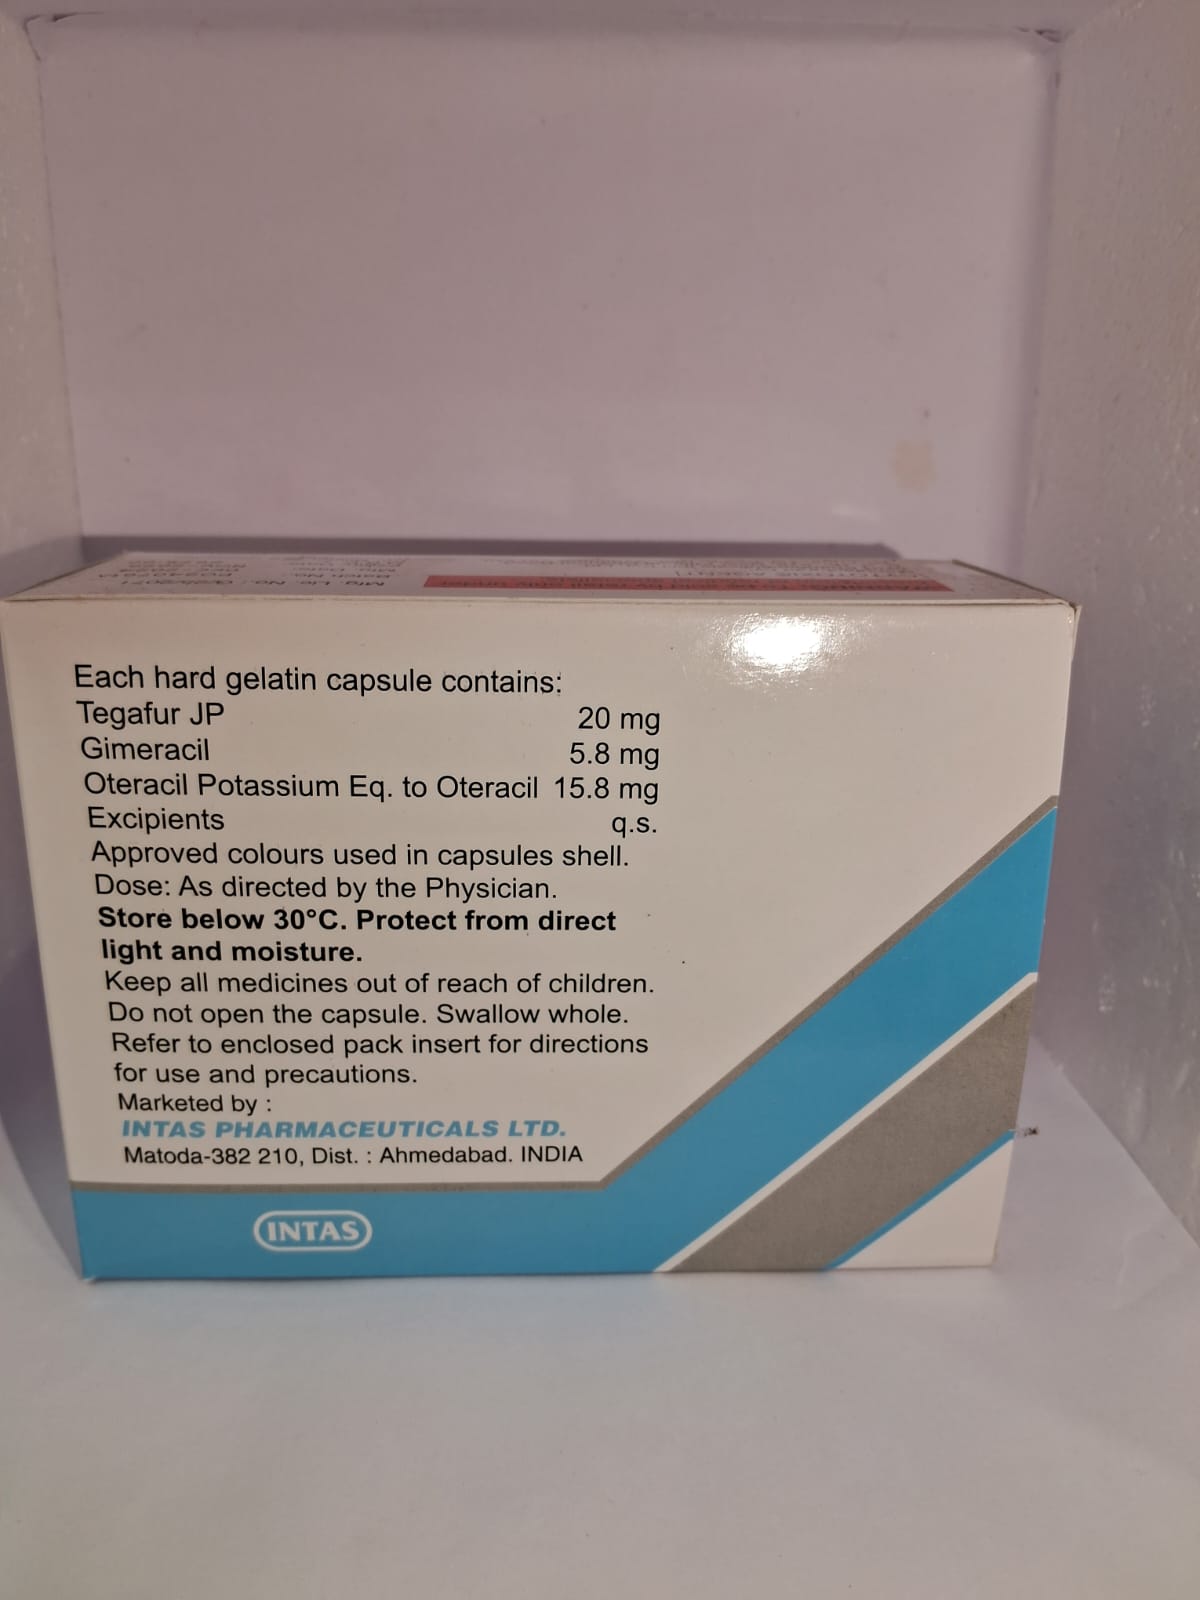 Each hard gelatin capsule contains:
Tegafur JP 20 mg
Gimeracil 5.8 mg
Oteracil Potassium Eq. to Oteracil 15.8 mg
Excipients q.s.
Approved colours used in capsules shell.
Dose: As directed by the Physician.
Store below 30°C. Protect from direct
light and moisture.
Keep all medicines out of reach of children.
Do not open the capsule. Swallow whole.
Refer to enclosed pack insert for directions
for use and precautions.
Marketed by :
INTAS PHARMACEUTICALS LTD.
Matoda-382 210, Dist. : Ahmedabad. INDIA
INTAS